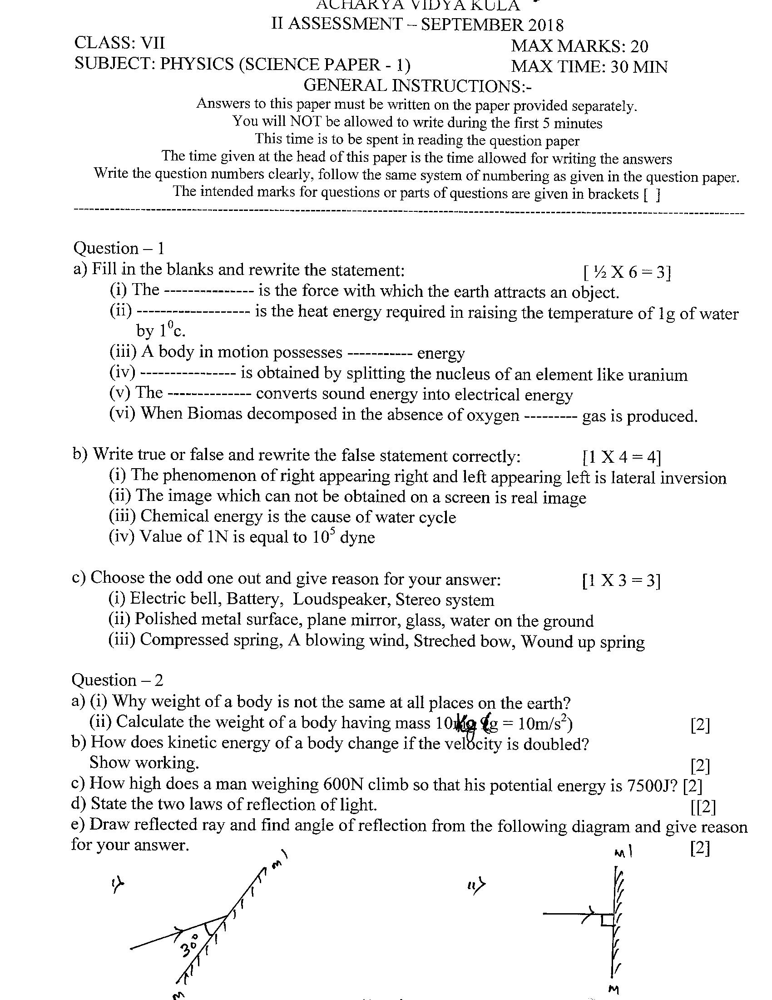 ACHARYA VIDYA KULA
II ASSESSMENT – SEPTEMBER 2018
CLASS: VII MAX MARKS: 20
SUBJECT: PHYSICS (SCIENCE PAPER - 1) MAX TIME: 30 MIN
GENERAL INSTRUCTIONS:-
Answers to this paper must be written on the paper provided separately.
You will NOT be allowed to write during the first 5 minutes
This time is to be spent in reading the question paper
The time given at the head of this paper is the time allowed for writing the answers
Write the question numbers clearly, follow the same system of numbering as given in the question paper.
The intended marks for questions or parts of questions are given in brackets [ ]
Question – 1
a) Fill in the blanks and rewrite the statement: [ ½ X 6 = 3]
(i) The --------------- is the force with which the earth attracts an object.
(ii) ------------------- is the heat energy required in raising the temperature of 1g of water
by 1⁰c.
(iii) A body in motion possesses ----------- energy
(iv) ---------------- is obtained by splitting the nucleus of an element like uranium
(v) The -------------- converts sound energy into electrical energy
(vi) When Biomas decomposed in the absence of oxygen --------- gas is produced.
b) Write true or false and rewrite the false statement correctly: [1 X 4 = 4]
(i) The phenomenon of right appearing right and left appearing left is lateral inversion
(ii) The image which can not be obtained on a screen is real image
(iii) Chemical energy is the cause of water cycle
(iv) Value of 1N is equal to 10⁵ dyne
c) Choose the odd one out and give reason for your answer: [1 X 3 = 3]
(i) Electric bell, Battery, Loudspeaker, Stereo system
(ii) Polished metal surface, plane mirror, glass, water on the ground
(iii) Compressed spring, A blowing wind, Streched bow, Wound up spring
Question – 2
a) (i) Why weight of a body is not the same at all places on the earth?
(ii) Calculate the weight of a body having mass 10 Kg (g = 10m/s²) [2]
b) How does kinetic energy of a body change if the velocity is doubled?
Show working. [2]
c) How high does a man weighing 600N climb so that his potential energy is 7500J? [2]
d) State the two laws of reflection of light. [[2]
e) Draw reflected ray and find angle of reflection from the following diagram and give reason
for your answer. [2]
i) M' ii) M'
30°
M M